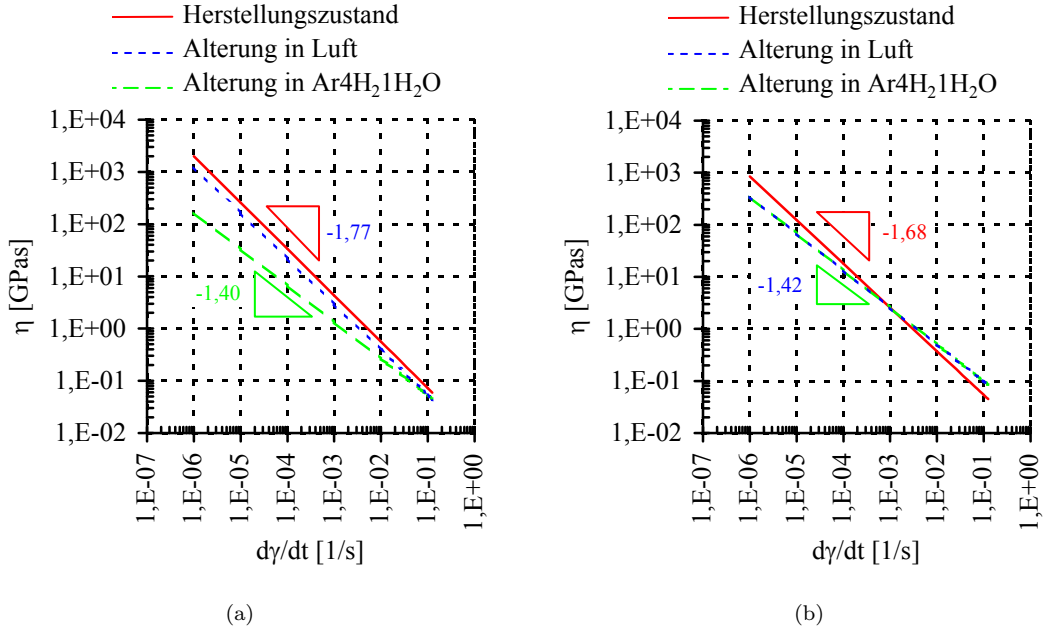 Herstellungszustand
Alterung in Luft
Alterung in Ar4H₂1H₂O
1,E+04
1,E+03
1,E+02
1,E+01
1,E+00
1,E-01
1,E-02
η [GPas]
-1,77
-1,40
1,E-07
1,E-06
1,E-05
1,E-04
1,E-03
1,E-02
1,E-01
1,E+00
dγ/dt [1/s]
(a)
Herstellungszustand
Alterung in Luft
Alterung in Ar4H₂1H₂O
1,E+04
1,E+03
1,E+02
1,E+01
1,E+00
1,E-01
1,E-02
η [GPas]
-1,68
-1,42
1,E-07
1,E-06
1,E-05
1,E-04
1,E-03
1,E-02
1,E-01
1,E+00
dγ/dt [1/s]
(b)